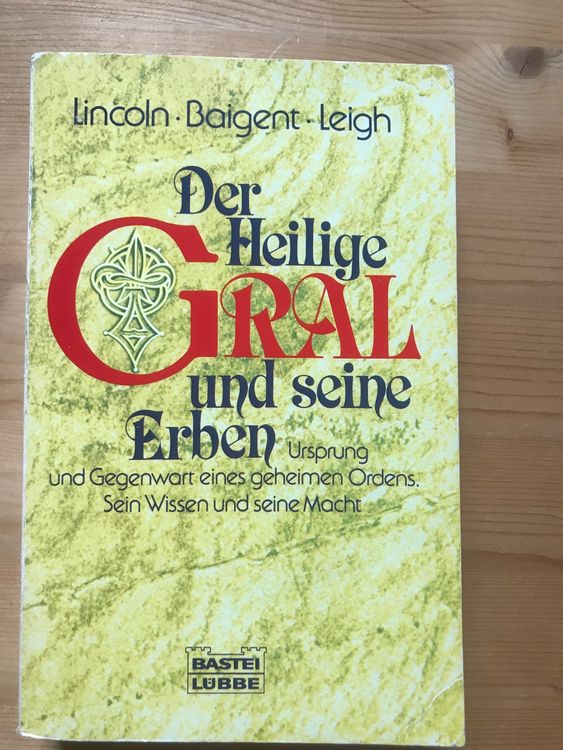 Lincoln · Baigent · Leigh
Der
Heilige
GRAL
und seine
Erben Ursprung
und Gegenwart eines geheimen Ordens.
Sein Wissen und seine Macht
BASTEI
LÜBBE